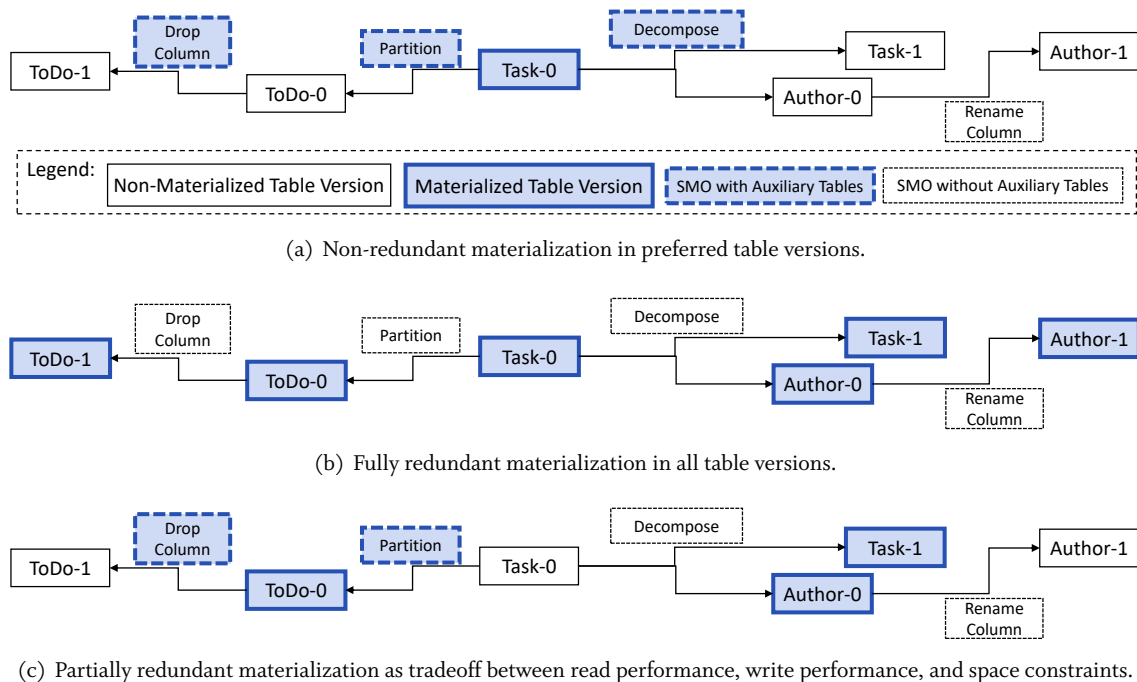 Drop
Column
Partition
Decompose
ToDo-1
ToDo-0
Task-0
Task-1
Author-0
Author-1
Rename
Column
Legend:
Non-Materialized Table Version
Materialized Table Version
SMO with Auxiliary Tables
SMO without Auxiliary Tables
(a) Non-redundant materialization in preferred table versions.
Drop
Column
Partition
Decompose
ToDo-1
ToDo-0
Task-0
Task-1
Author-0
Author-1
Rename
Column
(b) Fully redundant materialization in all table versions.
Drop
Column
Partition
Decompose
ToDo-1
ToDo-0
Task-0
Task-1
Author-0
Author-1
Rename
Column
(c) Partially redundant materialization as tradeoff between read performance, write performance, and space constraints.